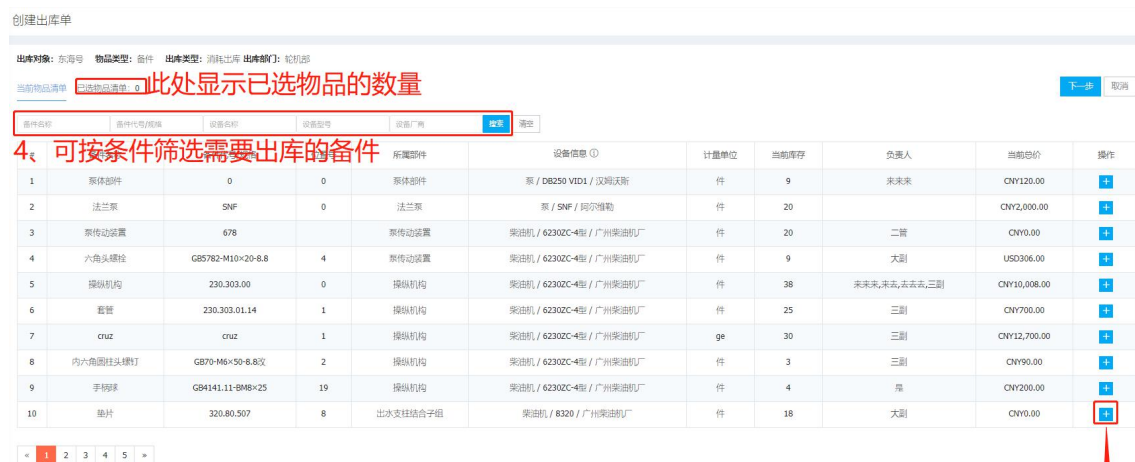 创建出库单
出库对象：东海号 物品类型：备件 出库类型：消耗出库 出库部门：轮机部
当前物品清单 已选物品清单：0 此处显示已选物品的数量 下一步 取消
备件名称 备件代号/规格 设备名称 设备型号 设备厂商 搜索 清空
4、可按条件筛选需要出库的各件
# 所属部件 设备信息 计量单位 当前库存 负责人 当前总价 操作
1 泵体部件 0 0 泵体部件 泵 / DB250 VID1 / 汉姆沃斯 件 9 来来来 CNY120.00 +
2 法兰泵 SNF 0 法兰泵 泵 / SNF / 阿尔维勒 件 20 CNY2,000.00 +
3 泵传动装置 678 泵传动装置 柴油机 / 6230ZC-4型 / 广州柴油机厂 件 20 二管 CNY0.00 +
4 六角头螺栓 GB5782-M10×20-8.8 4 泵传动装置 柴油机 / 6230ZC-4型 / 广州柴油机厂 件 9 大副 USD306.00 +
5 操纵机构 230.303.00 0 操纵机构 柴油机 / 6230ZC-4型 / 广州柴油机厂 件 38 来来来,来去,去去去,三副 CNY10,008.00 +
6 套管 230.303.01.14 1 操纵机构 柴油机 / 6230ZC-4型 / 广州柴油机厂 件 25 三副 CNY700.00 +
7 cruz cruz 1 操纵机构 柴油机 / 6230ZC-4型 / 广州柴油机厂 ge 30 三副 CNY12,700.00 +
8 内六角圆柱头螺钉 GB70-M6×50-8.8改 2 操纵机构 柴油机 / 6230ZC-4型 / 广州柴油机厂 件 3 三副 CNY90.00 +
9 手柄球 GB4141.11-BM8×25 19 操纵机构 柴油机 / 6230ZC-4型 / 广州柴油机厂 件 4 是 CNY200.00 +
10 垫片 320.80.507 8 出水支柱结合子组 柴油机 / 8320 / 广州柴油机厂 件 18 大副 CNY0.00 +
« 1 2 3 4 5 »